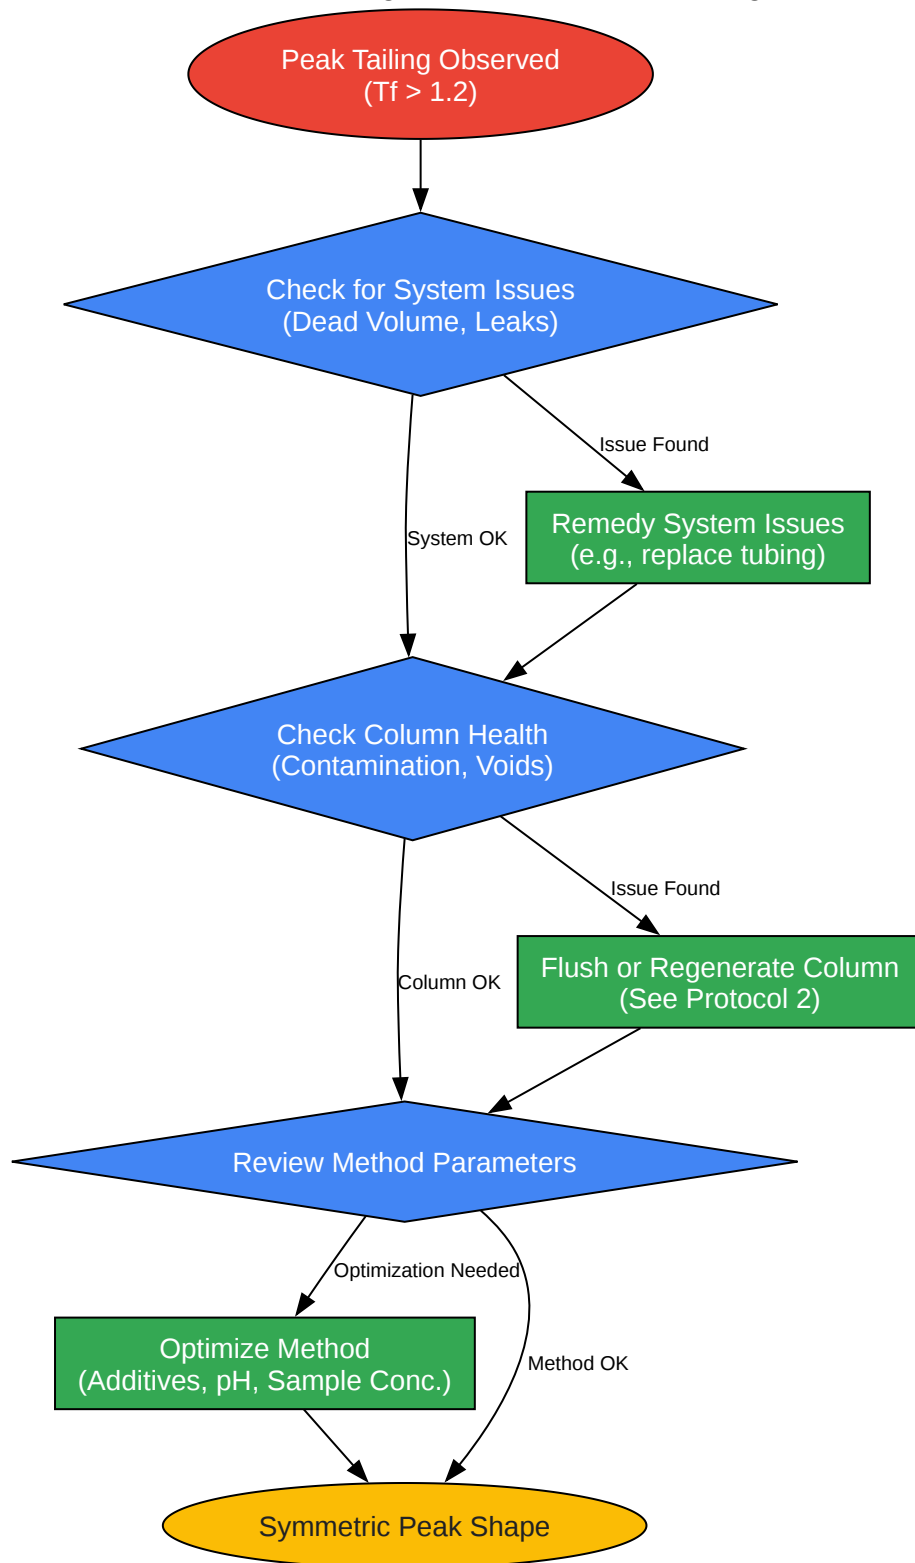 Peak Tailing Observed
(Tf > 1.2)
Check for System Issues
(Dead Volume, Leaks)
Issue Found
System OK
Remedy System Issues
(e.g., replace tubing)
Check Column Health
(Contamination, Voids)
Issue Found
Column OK
Flush or Regenerate Column
(See Protocol 2)
Review Method Parameters
Optimization Needed
Optimize Method
(Additives, pH, Sample Conc.)
Method OK
Symmetric Peak Shape